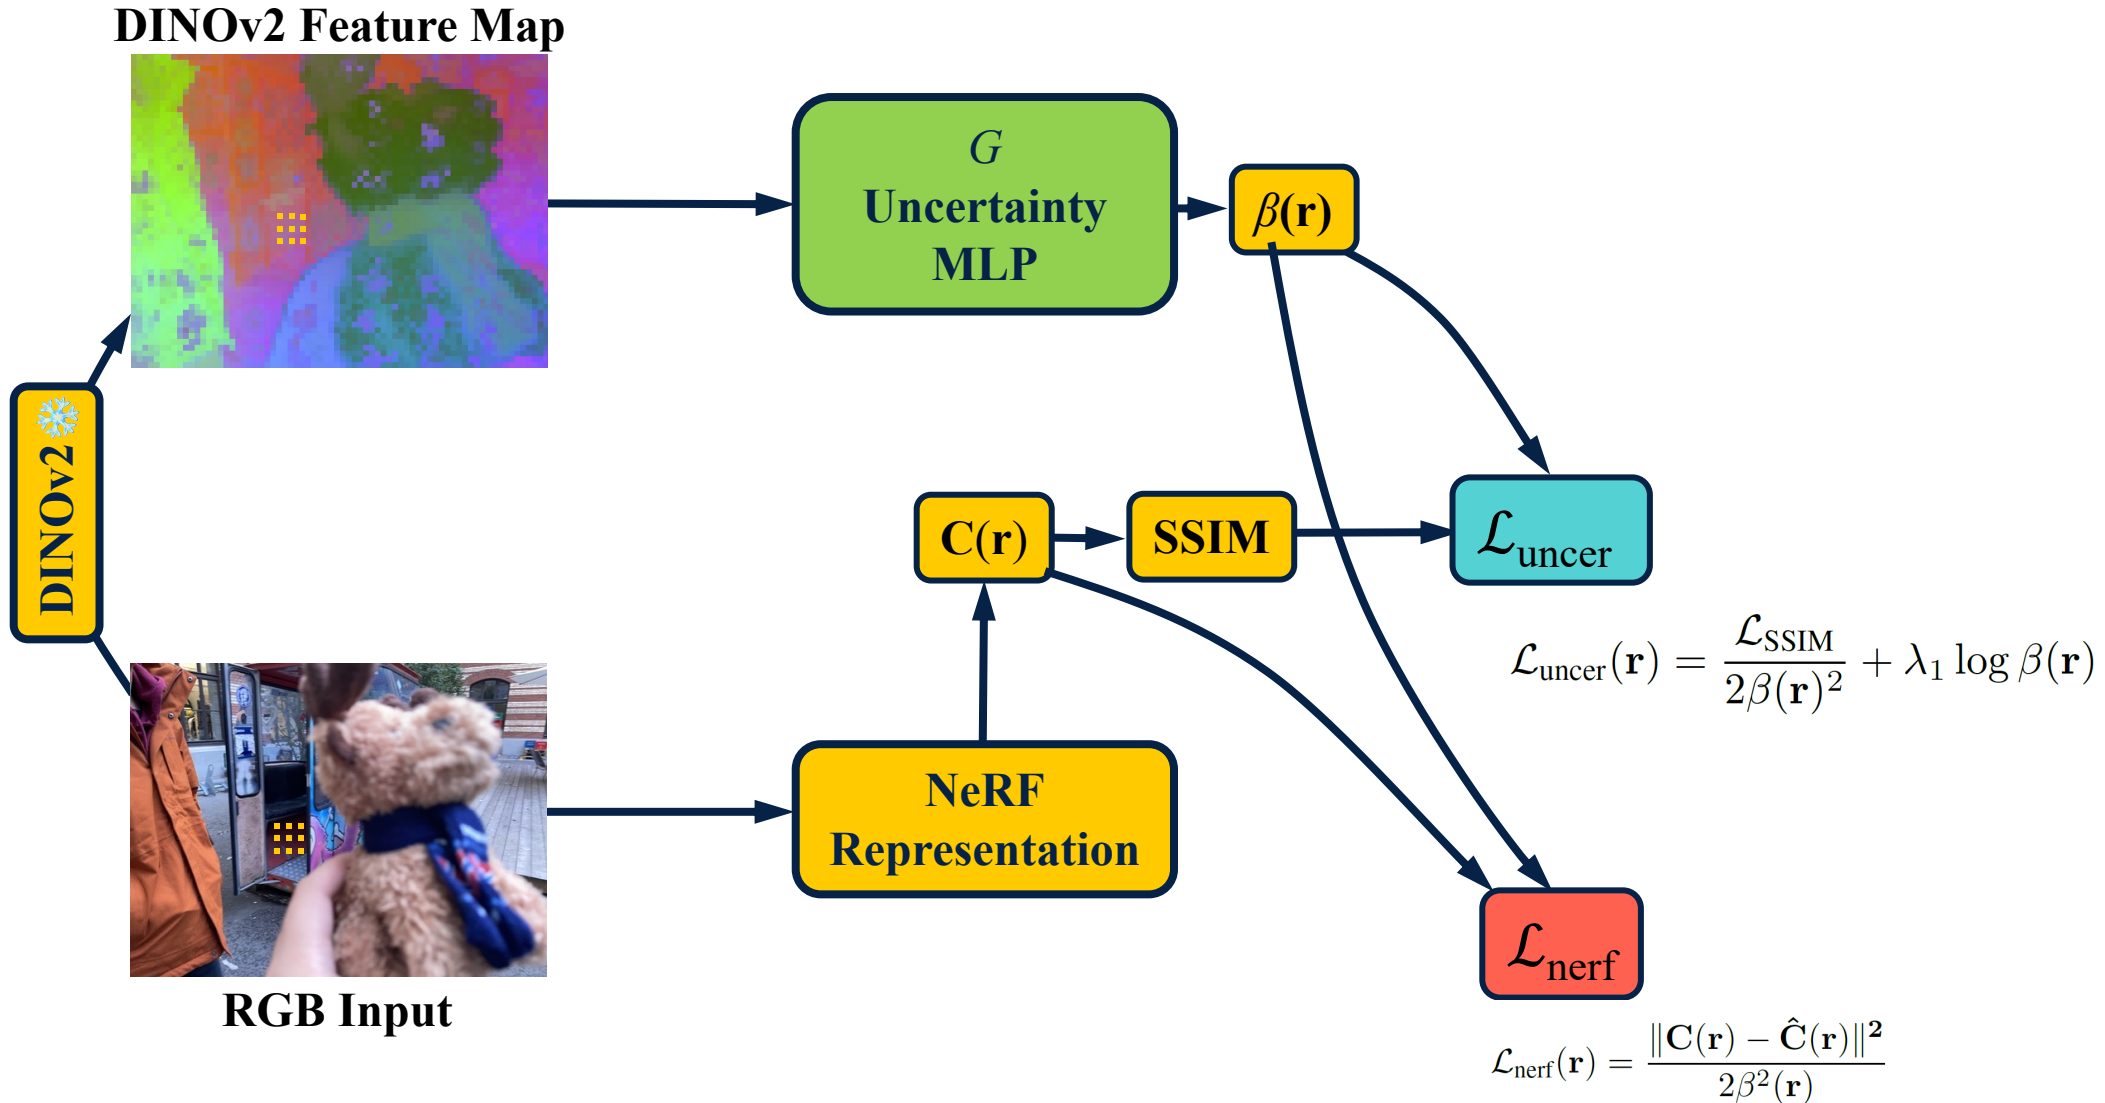 DINOv2 Feature Map
G
Uncertainty
MLP
β(r)
DINOv2
C(r)
SSIM
ℒuncer
ℒuncer(r) = ℒSSIM / 2β(r)² + λ₁ log β(r)
NeRF
Representation
ℒnerf
RGB Input
ℒnerf(r) = ‖C(r) − Ĉ(r)‖² / 2β²(r)